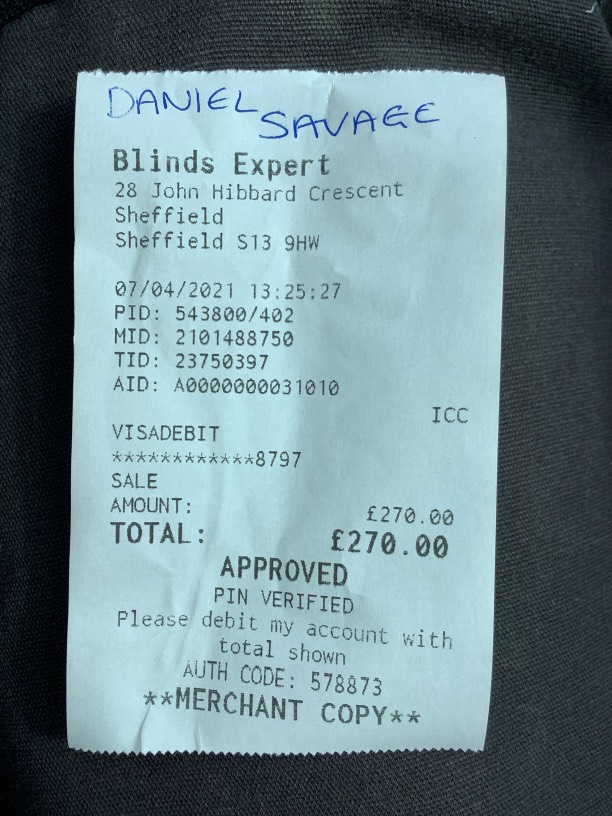 DANIEL SAVAGE
Blinds Expert
28 John Hibbard Crescent
Sheffield
Sheffield S13 9HW
07/04/2021 13:25:27
PID: 543800/402
MID: 2101488750
TID: 23750397
AID: A0000000031010
ICC
VISADEBIT
************8797
SALE
AMOUNT: £270.00
TOTAL: £270.00
APPROVED
PIN VERIFIED
Please debit my account with
total shown
AUTH CODE: 578873
**MERCHANT COPY**